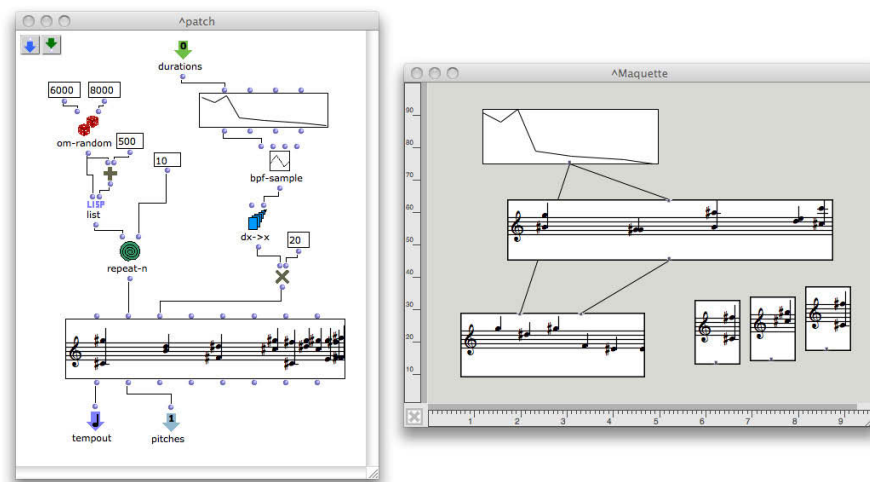 ^patch
0
durations
6000 8000
om-random
500
10
LISP
list
bpf-sample
dx->x
20
repeat-n
tempout
1
pitches
^Maquette
90
80
70
60
50
40
30
20
10
1 2 3 4 5 6 7 8 9